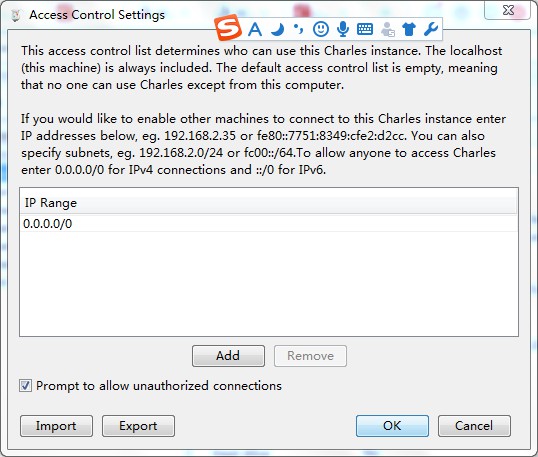 Access Control Settings
This access control list determines who can use this Charles instance. The localhost
(this machine) is always included. The default access control list is empty, meaning
that no one can use Charles except from this computer.
If you would like to enable other machines to connect to this Charles instance enter
IP addresses below, eg. 192.168.2.35 or fe80::7751:8349:cfe2:d2cc. You can also
specify subnets, eg. 192.168.2.0/24 or fc00::/64.To allow anyone to access Charles
enter 0.0.0.0/0 for IPv4 connections and ::/0 for IPv6.
IP Range
0.0.0.0/0
Add
Remove
Prompt to allow unauthorized connections
Import
Export
OK
Cancel